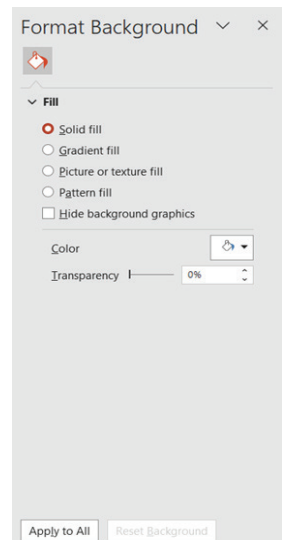 Format Background
Fill
Solid fill
Gradient fill
Picture or texture fill
Pattern fill
Hide background graphics
Color
Transparency 0%
Apply to All Reset Background